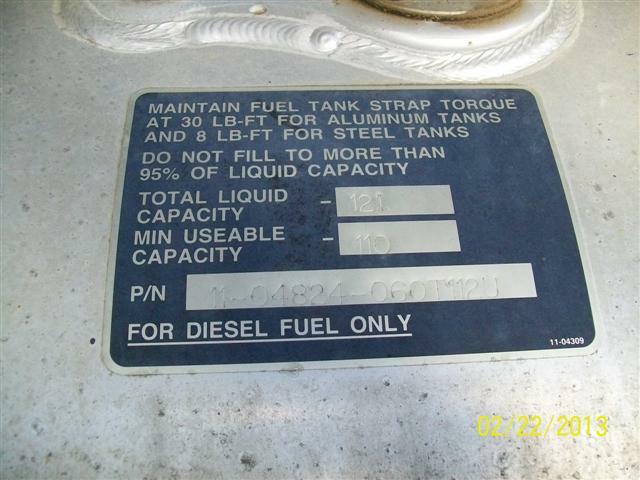 MAINTAIN FUEL TANK STRAP TORQUE
AT 30 LB-FT FOR ALUMINUM TANKS
AND 8 LB-FT FOR STEEL TANKS
DO NOT FILL TO MORE THAN
95% OF LIQUID CAPACITY
TOTAL LIQUID CAPACITY - 121
MIN USEABLE CAPACITY - 110
P/N 11-04824-060T112U
FOR DIESEL FUEL ONLY
11-04309
02/22/2013